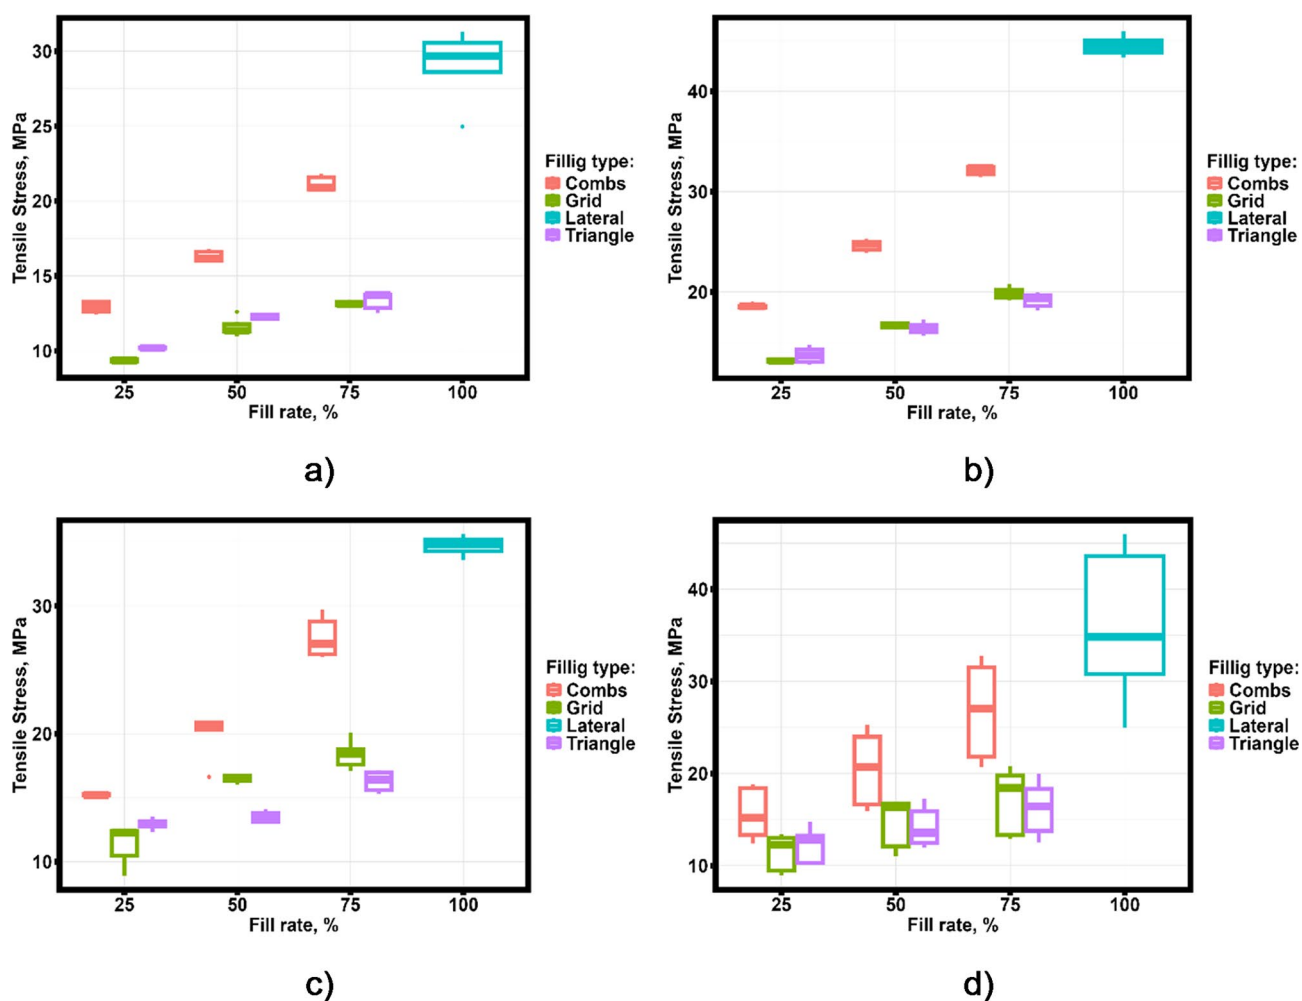 Tensile Stress, MPa
30
25
20
15
10
25 50 75 100
Fill rate, %
Fillig type:
Combs
Grid
Lateral
Triangle
a)
Tensile Stress, MPa
40
30
20
25 50 75 100
Fill rate, %
Fillig type:
Combs
Grid
Lateral
Triangle
b)
Tensile Stress, MPa
30
20
10
25 50 75 100
Fill rate, %
Fillig type:
Combs
Grid
Lateral
Triangle
c)
Tensile Stress, MPa
40
30
20
10
25 50 75 100
Fill rate, %
Fillig type:
Combs
Grid
Lateral
Triangle
d)